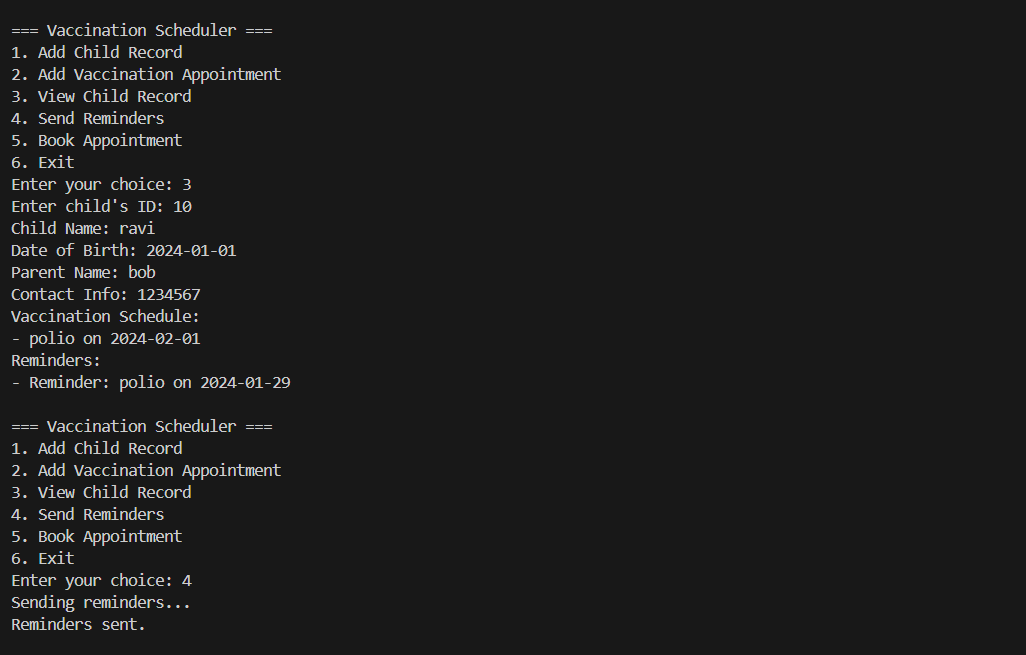 === Vaccination Scheduler ===
1. Add Child Record
2. Add Vaccination Appointment
3. View Child Record
4. Send Reminders
5. Book Appointment
6. Exit
Enter your choice: 3
Enter child's ID: 10
Child Name: ravi
Date of Birth: 2024-01-01
Parent Name: bob
Contact Info: 1234567
Vaccination Schedule:
- polio on 2024-02-01
Reminders:
- Reminder: polio on 2024-01-29
=== Vaccination Scheduler ===
1. Add Child Record
2. Add Vaccination Appointment
3. View Child Record
4. Send Reminders
5. Book Appointment
6. Exit
Enter your choice: 4
Sending reminders...
Reminders sent.